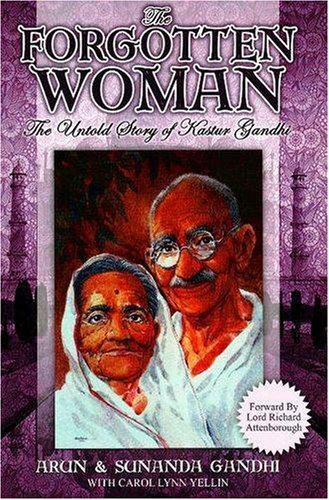 The
FORGOTTEN
WOMAN
The Untold Story of Kastur Gandhi
Forward By
Lord Richard
Attenborough
ARUN & SUNANDA GANDHI
WITH CAROL LYNN YELLIN